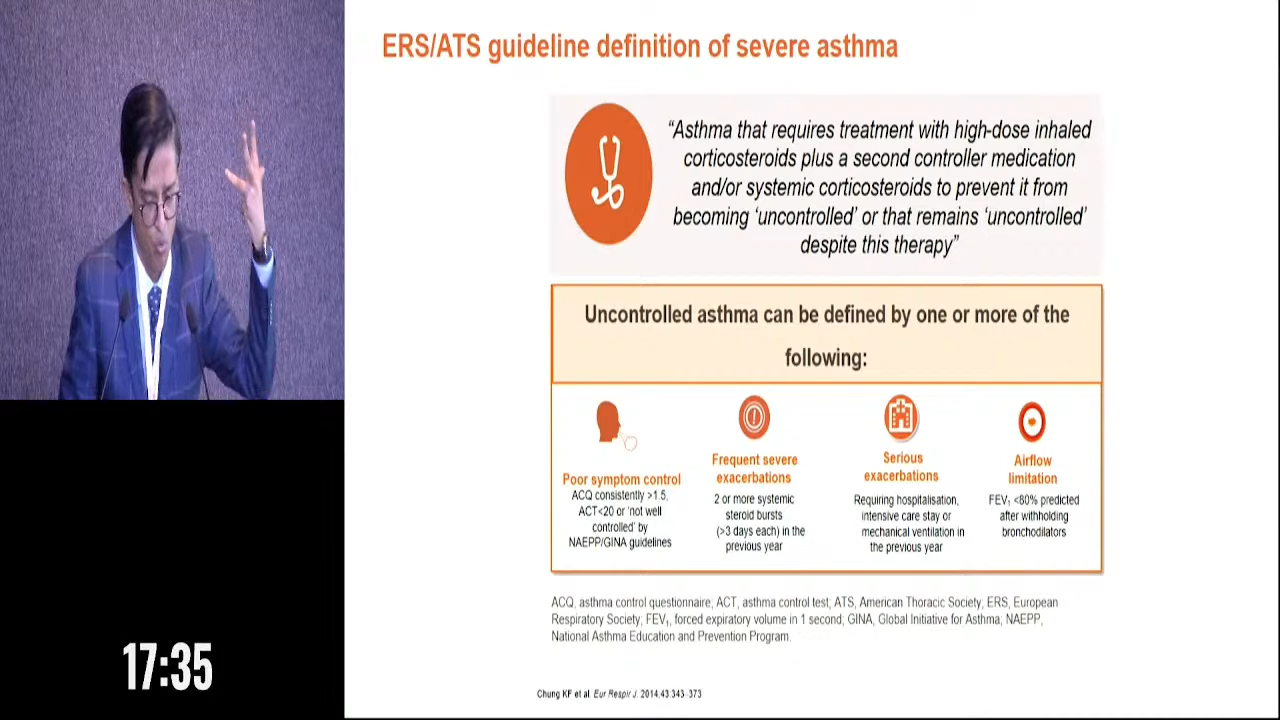 ERS/ATS guideline definition of severe asthma
“Asthma that requires treatment with high-dose inhaled
corticosteroids plus a second controller medication
and/or systemic corticosteroids to prevent it from
becoming ‘uncontrolled’ or that remains ‘uncontrolled’
despite this therapy”
Uncontrolled asthma can be defined by one or more of the
following:
Poor symptom control
ACQ consistently >1.5,
ACT<20 or ‘not well
controlled’ by
NAEPP/GINA guidelines
Frequent severe
exacerbations
2 or more systemic
steroid bursts
(>3 days each) in the
previous year
Serious
exacerbations
Requiring hospitalisation,
intensive care stay or
mechanical ventilation in
the previous year
Airflow
limitation
FEV₁ <80% predicted
after withholding
bronchodilators
ACQ, asthma control questionnaire, ACT, asthma control test; ATS, American Thoracic Society; ERS, European
Respiratory Society; FEV₁, forced expiratory volume in 1 second; GINA, Global Initiative for Asthma; NAEPP,
National Asthma Education and Prevention Program.
Chung KF et al. Eur Respir J. 2014;43:343-373
17:35